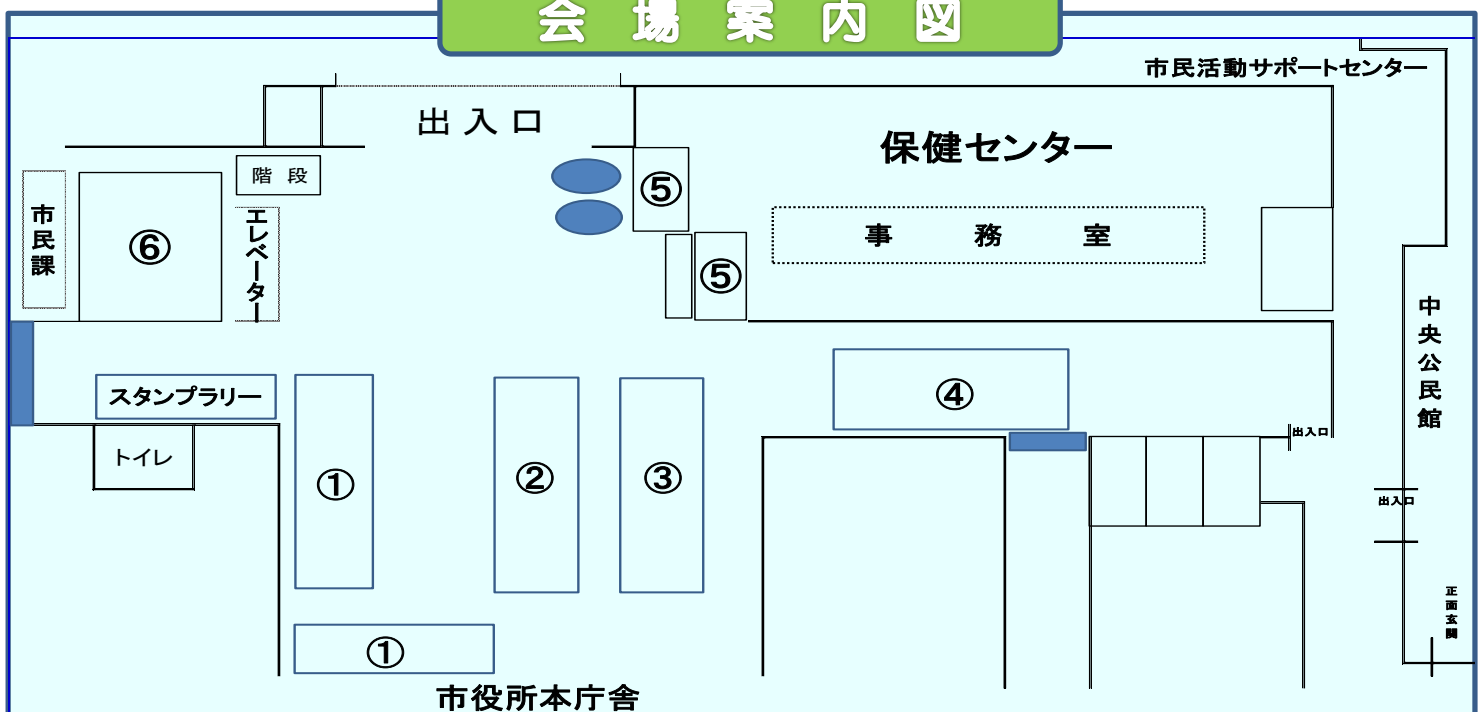 会場案内図
市民活動サポートセンター
出入口
保健センター
階段
⑤
市民課
⑥
エレベーター
事務室
⑤
中央公民館
スタンプラリー
④
出入口
トイレ
①
②
③
出入口
正面玄関
①
市役所本庁舎